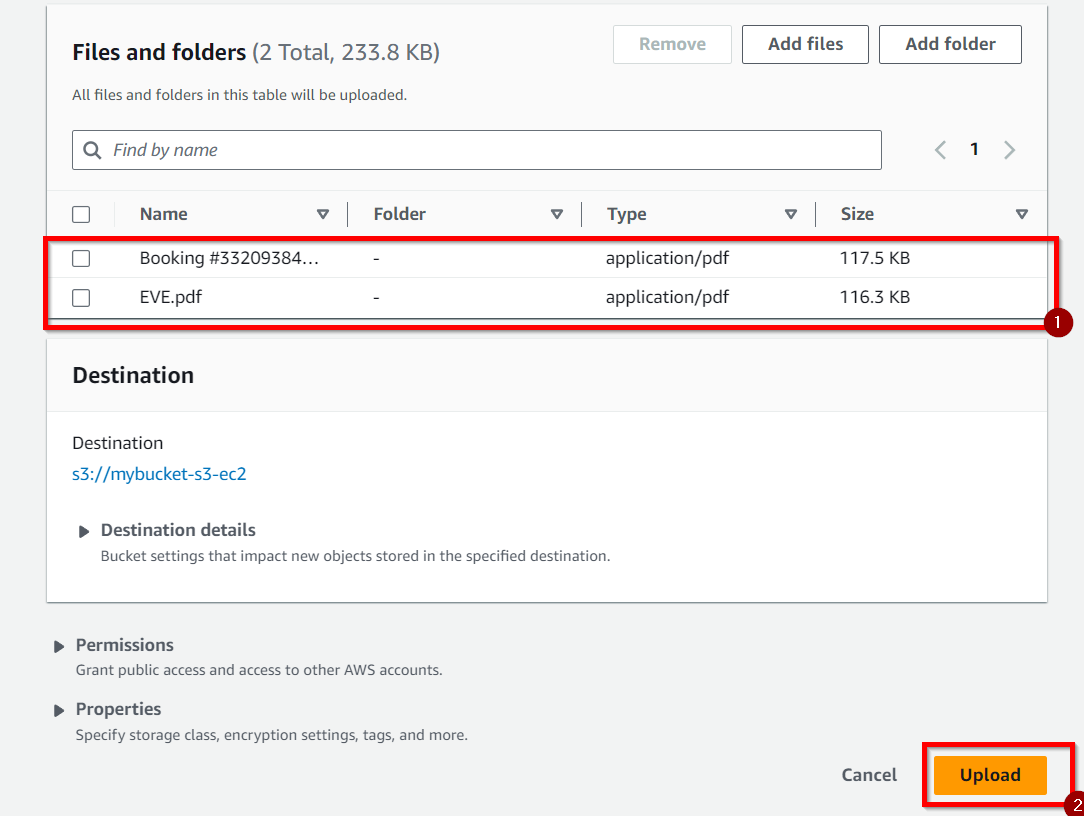 Files and folders (2 Total, 233.8 KB) Remove Add files Add folder
All files and folders in this table will be uploaded.
Find by name 1
Name Folder Type Size
Booking #33209384... - application/pdf 117.5 KB
EVE.pdf - application/pdf 116.3 KB
1
Destination
Destination
s3://mybucket-s3-ec2
Destination details
Bucket settings that impact new objects stored in the specified destination.
Permissions
Grant public access and access to other AWS accounts.
Properties
Specify storage class, encryption settings, tags, and more.
Cancel Upload
2